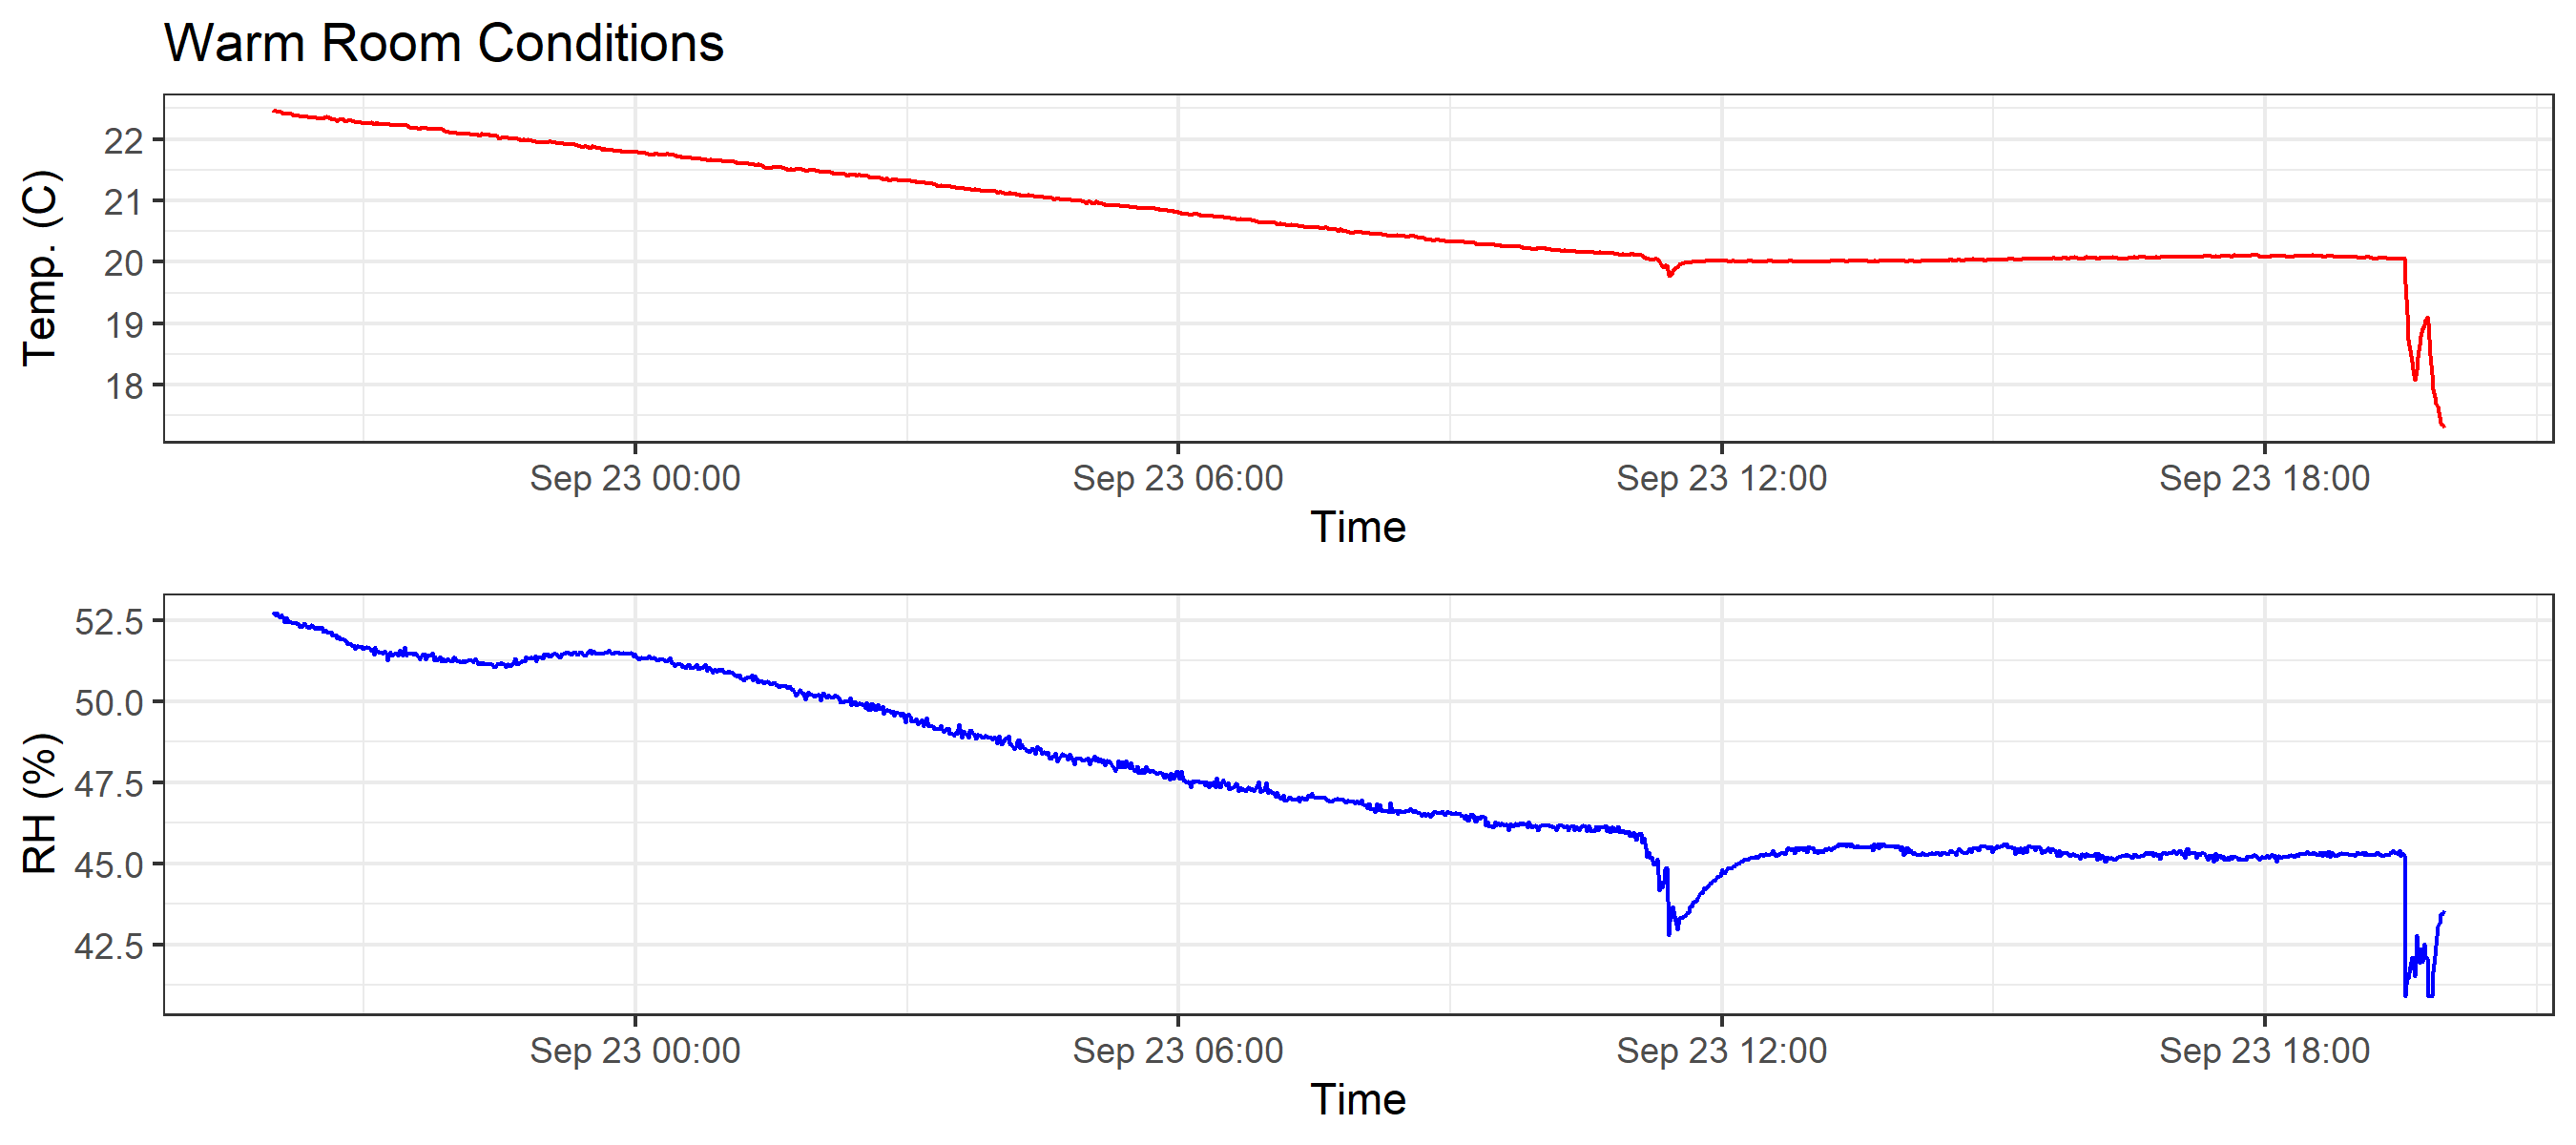 Warm Room Conditions
Temp. (C)
22
21
20
19
18
Sep 23 00:00 Sep 23 06:00 Sep 23 12:00 Sep 23 18:00
Time
RH (%)
52.5
50.0
47.5
45.0
42.5
Sep 23 00:00 Sep 23 06:00 Sep 23 12:00 Sep 23 18:00
Time